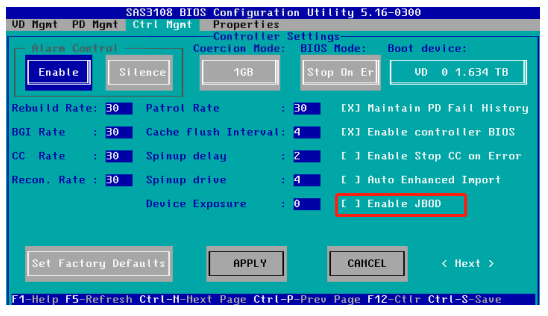 SAS3108 BIOS Configuration Utility 5.16-0300
VD Mgmt PD Mgmt Ctrl Mgmt Properties
Controller Settings
Alarm Control Coercion Mode: BIOS Mode: Boot device:
Enable Silence 1GB Stop On Er VD 0 1.634 TB
Rebuild Rate: 30 Patrol Rate : 30 [X] Maintain PD Fail History
BGI Rate : 30 Cache Flush Interval: 4 [X] Enable controller BIOS
CC Rate : 30 Spinup delay : 2 [ ] Enable Stop CC on Error
Recon. Rate : 30 Spinup drive : 4 [ ] Auto Enhanced Import
Device Exposure : 0 [ ] Enable JBOD
Set Factory Defaults APPLY CANCEL < Next >
F1-Help F5-Refresh Ctrl-N-Next Page Ctrl-P-Prev Page F12-Ctlr Ctrl-S-Save